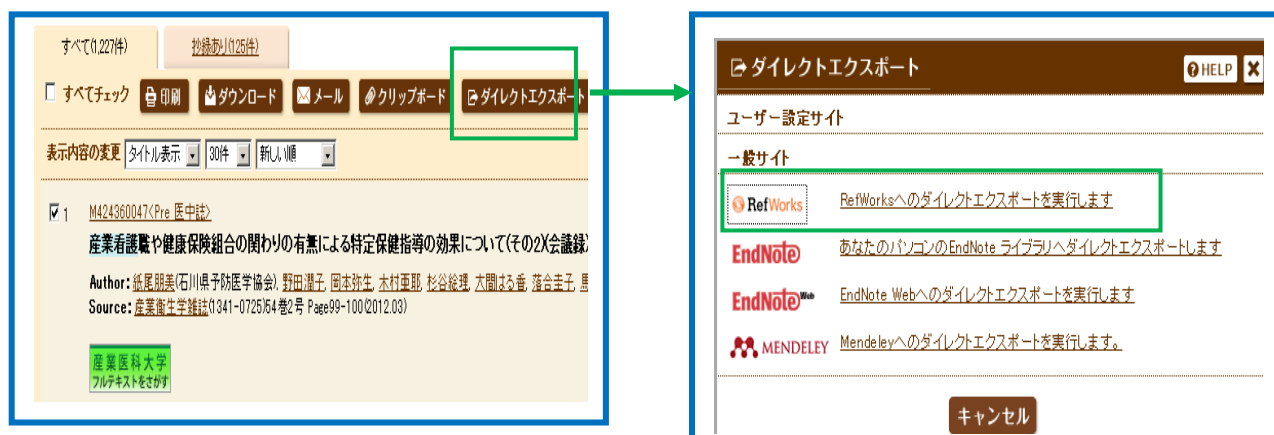 すべて(1,227件)
抄録あり(125件)
すべてチェック 印刷 ダウンロード メール クリップボード ダイレクトエクスポート
表示内容の変更 タイトル表示 30件 新しい順
1 M424360047<Pre 医中誌>
産業看護職や健康保険組合の関わりの有無による特定保健指導の効果について(その2)(会議録)
Author: 紙尾朋美(石川県予防医学協会), 野田潤子, 岡本弥生, 木村亜耶, 杉谷絵理, 大間はる香, 落合圭子, 馬
Source: 産業衛生学雑誌(1341-0725)54巻2号 Page99-100(2012.03)
産業医科大学
フルテキストをさがす
ダイレクトエクスポート
HELP
ユーザー設定サイト
一般サイト
RefWorks RefWorksへのダイレクトエクスポートを実行します
EndNote あなたのパソコンのEndNote ライブラリへダイレクトエクスポートします
EndNote Web EndNote Webへのダイレクトエクスポートを実行します
MENDELEY Mendeleyへのダイレクトエクスポートを実行します。
キャンセル